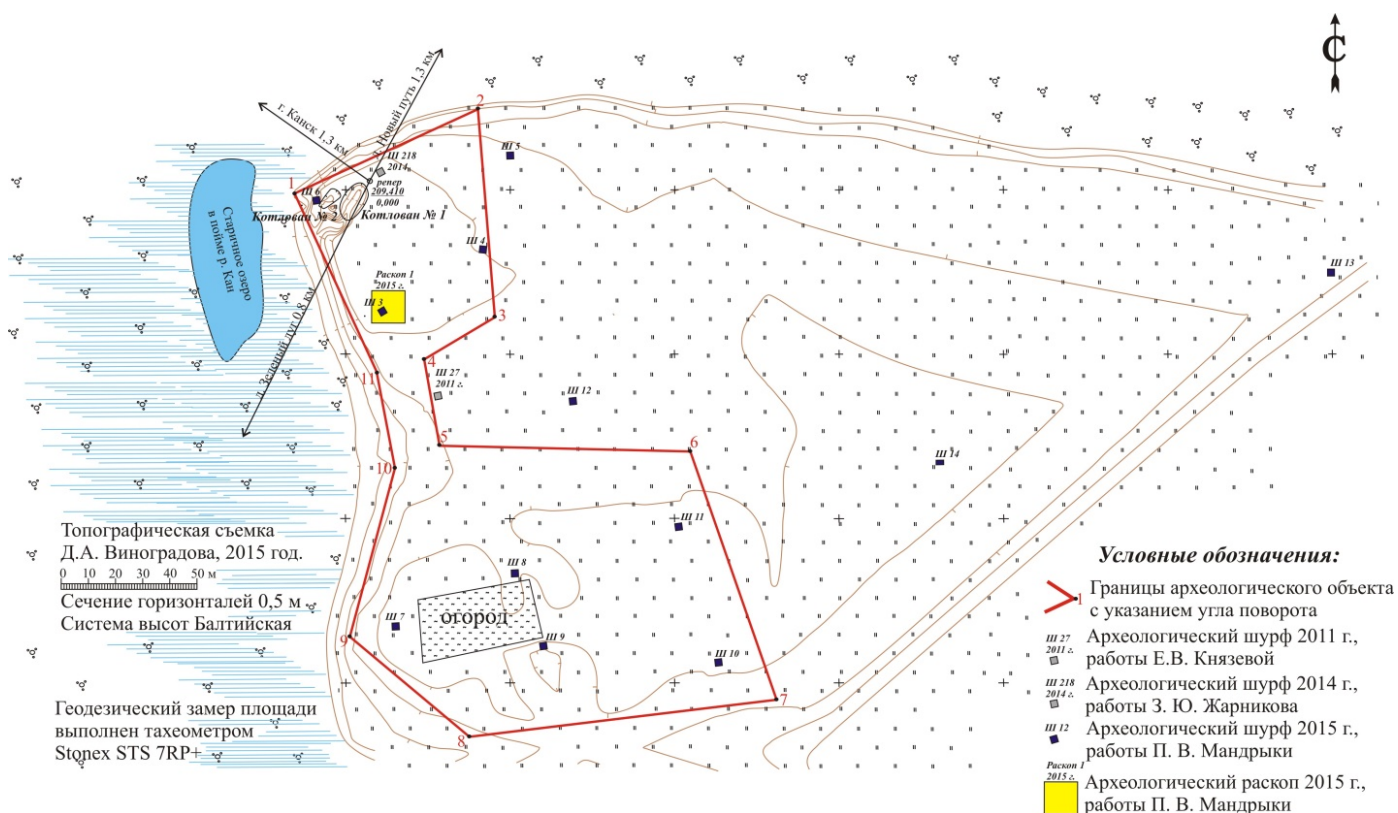 С
г. Канск 1,3 км
д. Новый путь 1,3 км
2
Ш 218
2014 г.
Ш 5
1
Ш 6
репер
209,410
0,000
Котлован № 2
Котлован № 1
Старичное озеро
в пойме р. Кан
Ш 4
Ш 13
Раскоп 1
2015 г.
Ш 3
3
д. Зеленый луг 0,8 км
4
11
Ш 27
2011 г.
Ш 12
5
6
10
Ш 14
Ш 11
Ш 8
огород
Ш 7
9
Ш 9
Ш 10
7
8
Топографическая съемка
Д.А. Виноградова, 2015 год.
0 10 20 30 40 50 м
Сечение горизонталей 0,5 м
Система высот Балтийская
Геодезический замер площади
выполнен тахеометром
Stonex STS 7RP+
Условные обозначения:
1 Границы археологического объекта
с указанием угла поворота
Ш 27
2011 г.
Археологический шурф 2011 г.,
работы Е.В. Князевой
Ш 218
2014 г.
Археологический шурф 2014 г.,
работы З. Ю. Жарникова
Ш 12
Археологический шурф 2015 г.,
работы П. В. Мандрыки
Раскоп 1
2015 г.
Археологический раскоп 2015 г.,
работы П. В. Мандрыки